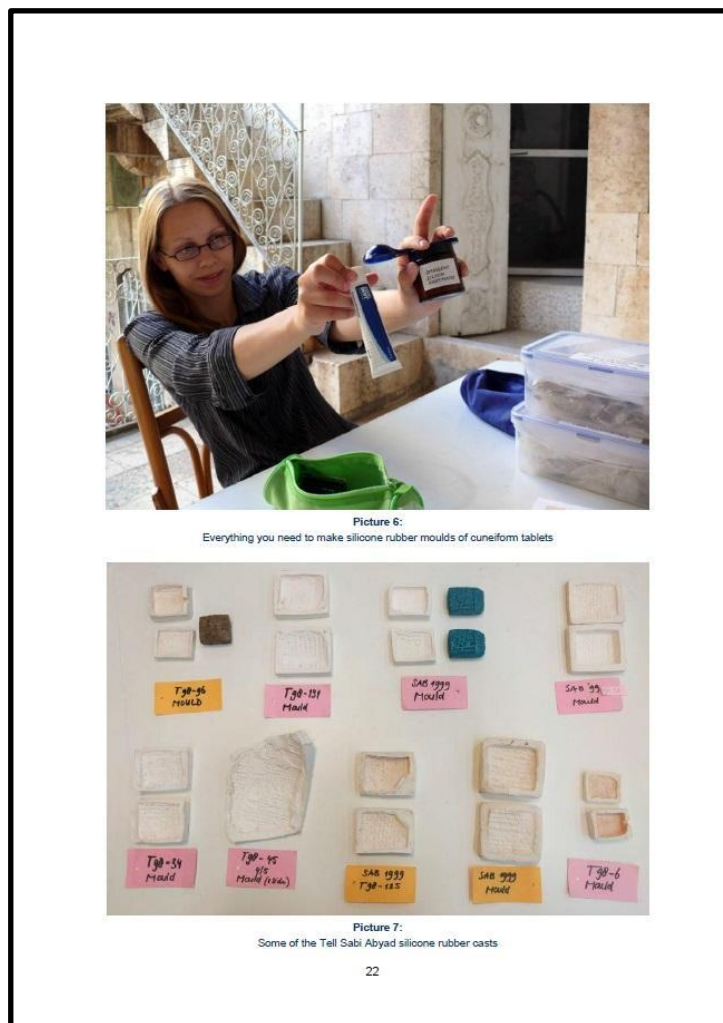 Picture 6:
Everything you need to make silicone rubber moulds of cuneiform tablets
T98-96
MOULD
T98-131
Mould
SAB 1999
Mould
SAB '99
Mould
T98-34
Mould
T98-45
Mould
SAB 1999
T98-125
SAB 1999
Mould
T98-6
Mould
Picture 7:
Some of the Tell Sabi Abyad silicone rubber casts
22